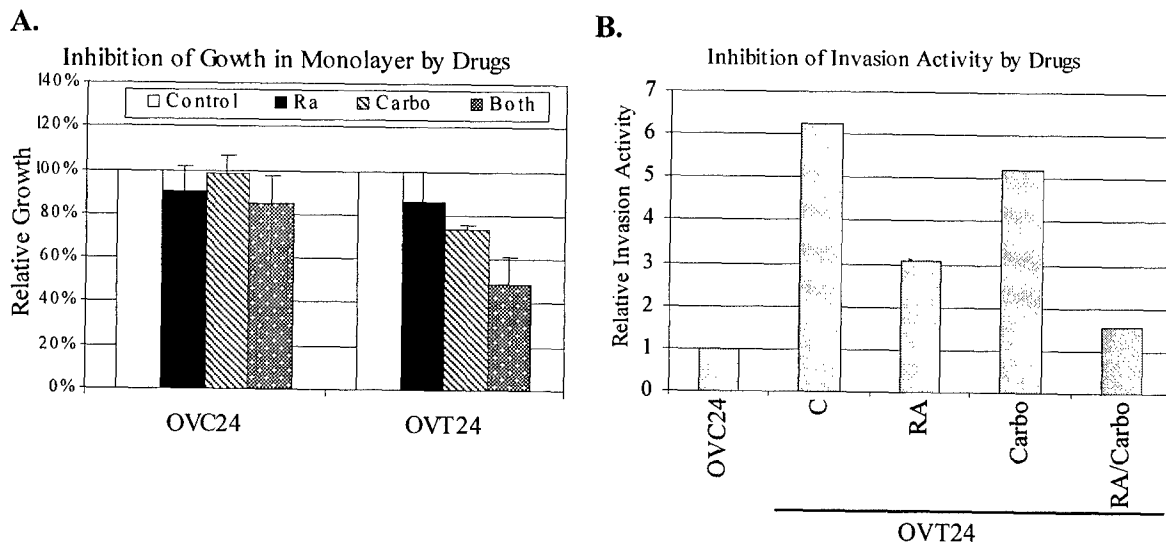 A.
Inhibition of Gowth in Monolayer by Drugs
140%
Control Ra Carbo Both
120%
100%
80%
60%
40%
20%
0%
Relative Growth
OVC24 OVT24
B.
Inhibition of Invasion Activity by Drugs
7
6
5
4
3
2
1
0
Relative Invasion Activity
OVC24 C RA Carbo RA/Carbo
OVT24